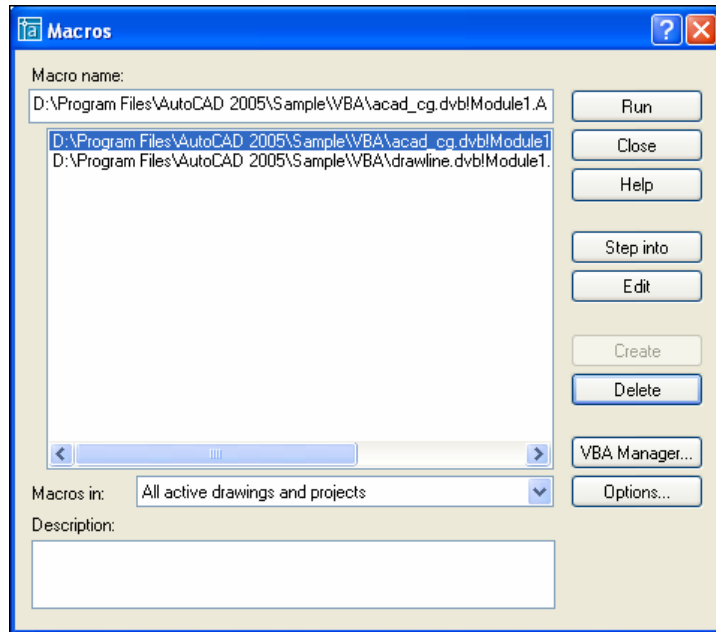 Macros
Macro name:
D:\Program Files\AutoCAD 2005\Sample\VBA\acad_cg.dvb!Module1.A
Run
D:\Program Files\AutoCAD 2005\Sample\VBA\acad_cg.dvb!Module1
Close
D:\Program Files\AutoCAD 2005\Sample\VBA\drawline.dvb!Module1.
Help
Step into
Edit
Create
Delete
VBA Manager...
Macros in:
All active drawings and projects
Options...
Description: